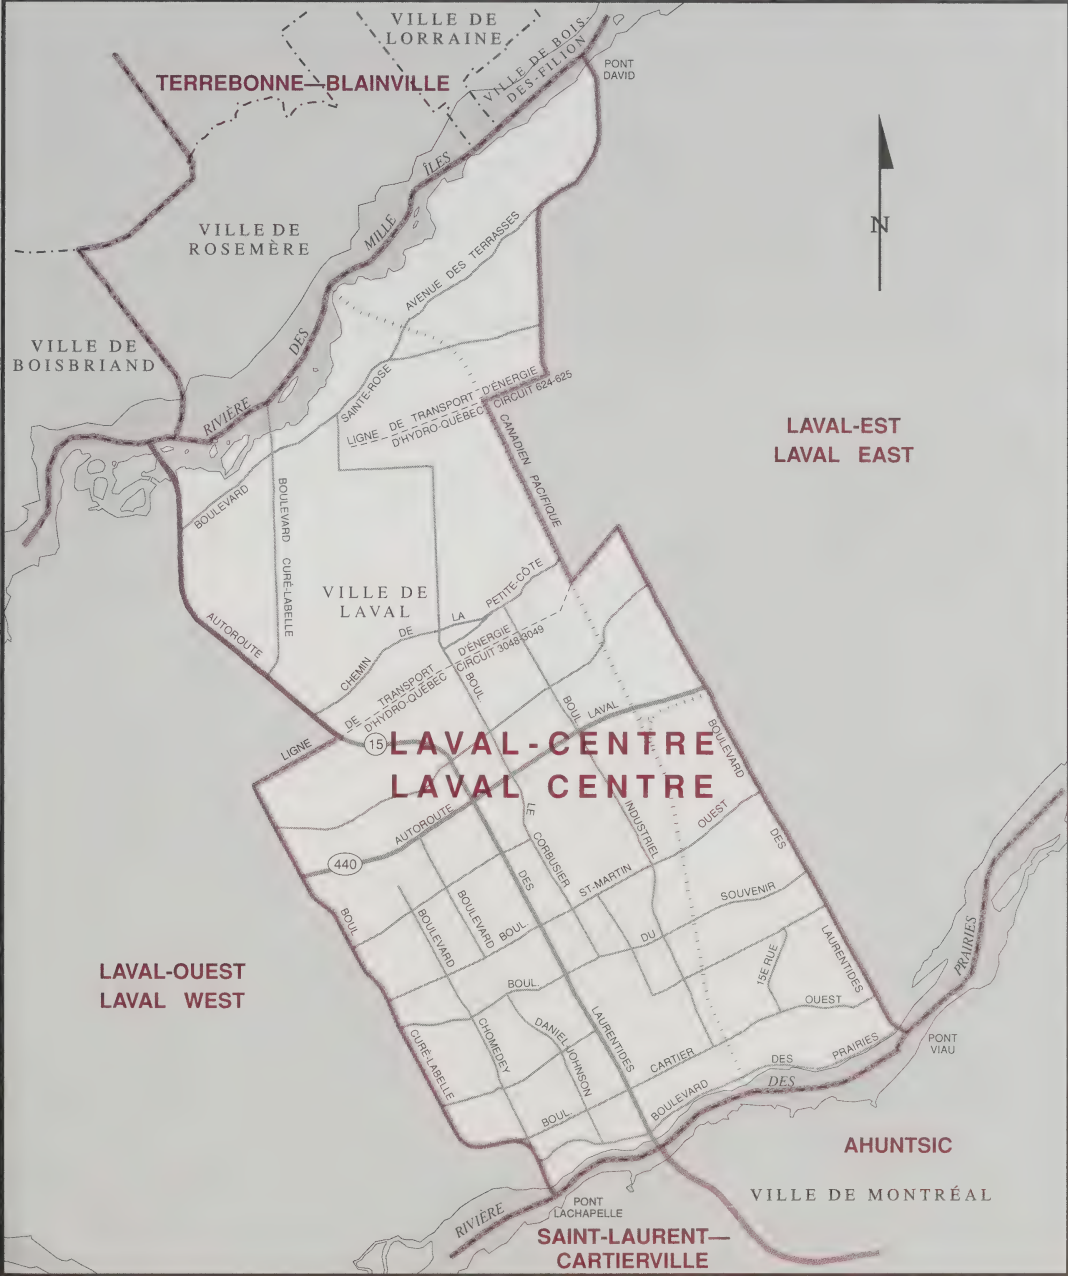 VILLE DE
LORRAINE
VILLE DE BOIS-
DES-FILION
PONT
DAVID
TERREBONNE—BLAINVILLE
ÎLES
N
VILLE DE
ROSEMÈRE
MILLE
AVENUE DES TERRASSES
DES
VILLE DE
BOISBRIAND
SAINTE-ROSE
RIVIÈRE
LIGNE DE TRANSPORT D'ÉNERGIE
D'HYDRO-QUÉBEC CIRCUIT 624-625
CANADIEN PACIFIQUE
LAVAL-EST
LAVAL EAST
BOULEVARD
BOULEVARD CURÉ-LABELLE
VILLE DE
LAVAL
CHEMIN DE LA PETITE-CÔTE
AUTOROUTE
LIGNE DE TRANSPORT D'ÉNERGIE
D'HYDRO-QUÉBEC CIRCUIT 3048-3049
BOUL.
BOUL.
LAVAL
15
LAVAL-CENTRE
LAVAL CENTRE
BOULEVARD
AUTOROUTE
LE
CORBUSIER
INDUSTRIEL
OUEST
DES
440
ST-MARTIN
DES
BOUL.
BOULEVARD
BOULEVARD
BOUL.
SOUVENIR
DU
LAURENTIDES
PRAIRIES
15E RUE
LAVAL-OUEST
LAVAL WEST
BOUL.
OUEST
CURÉ-LABELLE
CHOMEDEY
DANIEL-JOHNSON
LAURENTIDES
CARTIER
DES PRAIRIES
PONT
VIAU
BOULEVARD
DES
BOUL.
AHUNTSIC
VILLE DE MONTRÉAL
PONT
LACHAPELLE
RIVIÈRE
SAINT-LAURENT—
CARTIERVILLE